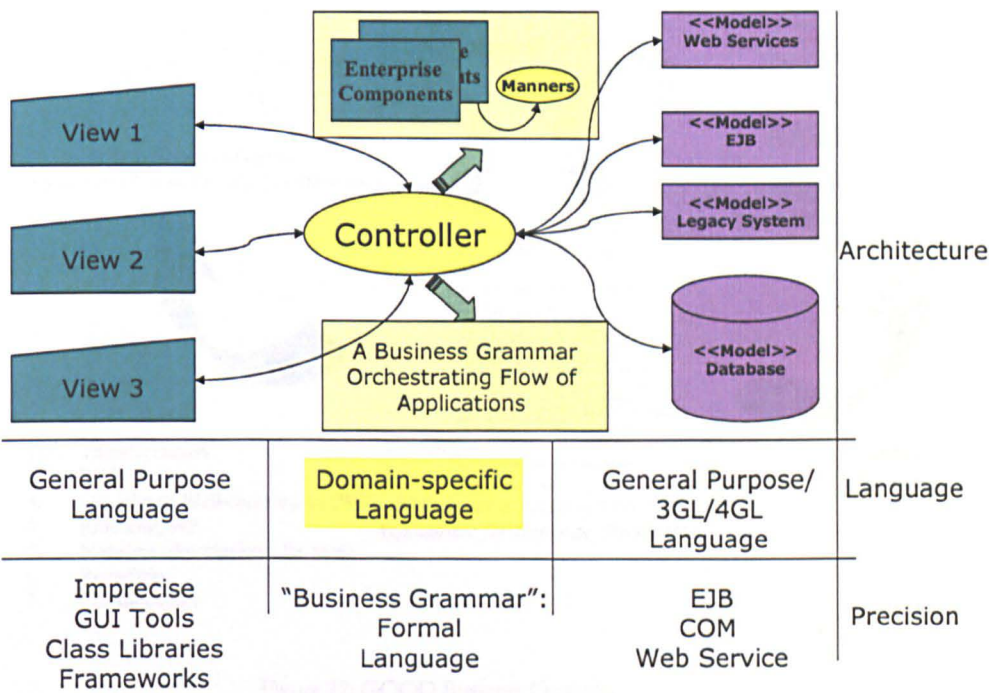 Enterprise
Components
Manners
<<Model>>
Web Services
View 1
<<Model>>
EJB
<<Model>>
Legacy System
View 2
Controller
Architecture
View 3
A Business Grammar
Orchestrating Flow of
Applications
<<Model>>
Database
General Purpose
Language
Domain-specific
Language
General Purpose/
3GL/4GL
Language
Language
Imprecise
GUI Tools
Class Libraries
Frameworks
“Business Grammar”:
Formal
Language
EJB
COM
Web Service
Precision